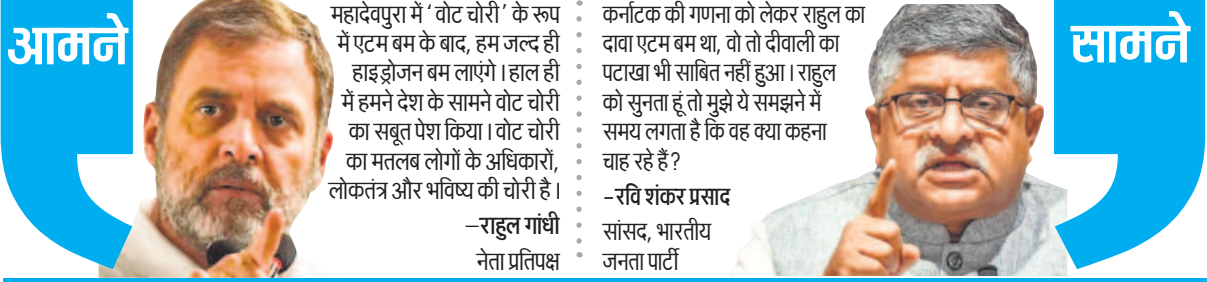 आमने
महादेवपुरा में ‘ वोट चोरी ’ के रूप
में एटम बम के बाद, हम जल्द ही
हाइड्रोजन बम लाएंगे । हाल ही
में हमने देश के सामने वोट चोरी
का सबूत पेश किया । वोट चोरी
का मतलब लोगों के अधिकारों,
लोकतंत्र और भविष्य की चोरी है ।
–राहुल गांधी
नेता प्रतिपक्ष
कर्नाटक की गणना को लेकर राहुल का
दावा एटम बम था, वो तो दीवाली का
पटाखा भी साबित नहीं हुआ । राहुल
को सुनता हूं तो मुझे ये समझने में
समय लगता है कि वह क्या कहना
चाह रहे हैं ?
-रवि शंकर प्रसाद
सांसद, भारतीय
जनता पार्टी
सामने